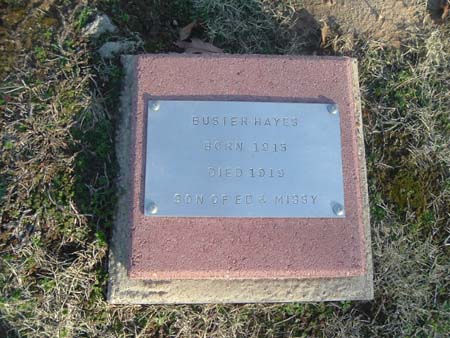 BUSTER HAYES
BORN 1915
DIED 1919
SON OF ED & MISSY